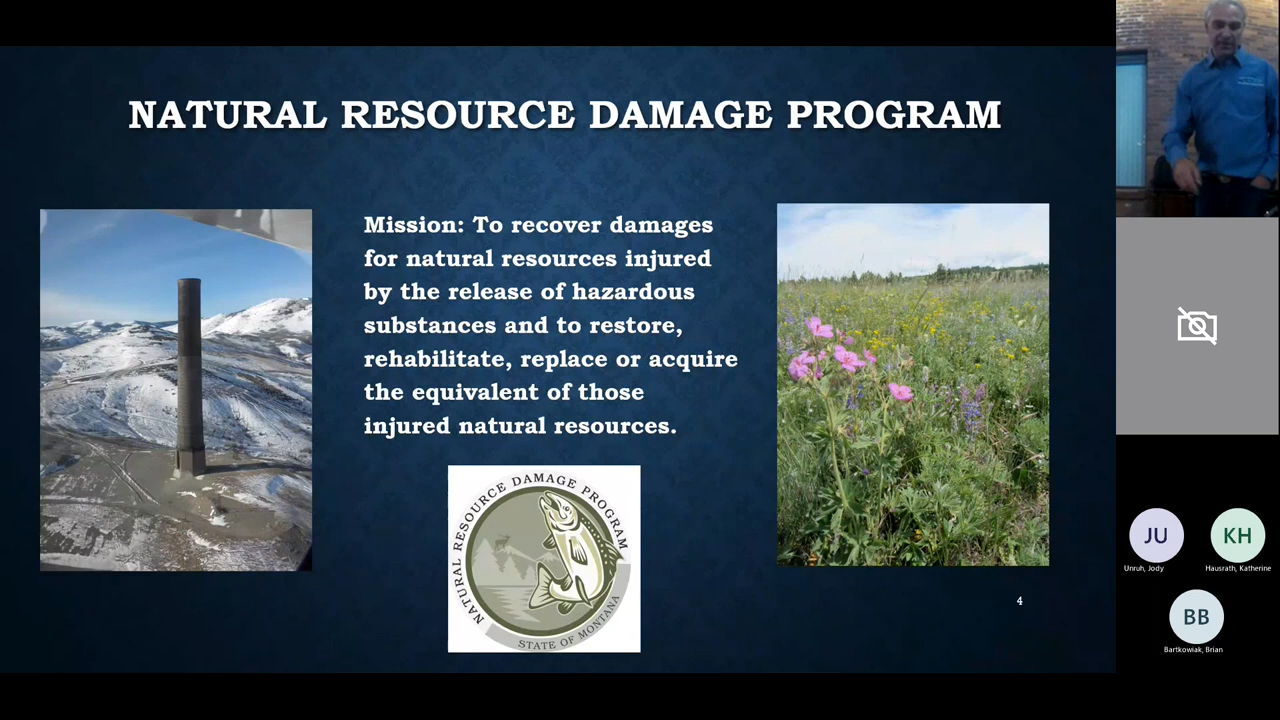 NATURAL RESOURCE DAMAGE PROGRAM
Mission: To recover damages
for natural resources injured
by the release of hazardous
substances and to restore,
rehabilitate, replace or acquire
the equivalent of those
injured natural resources.
NATURAL RESOURCE DAMAGE PROGRAM
STATE OF MONTANA
4
JU
Unruh, Jody
KH
Hausrath, Katherine
BB
Bartkowiak, Brian